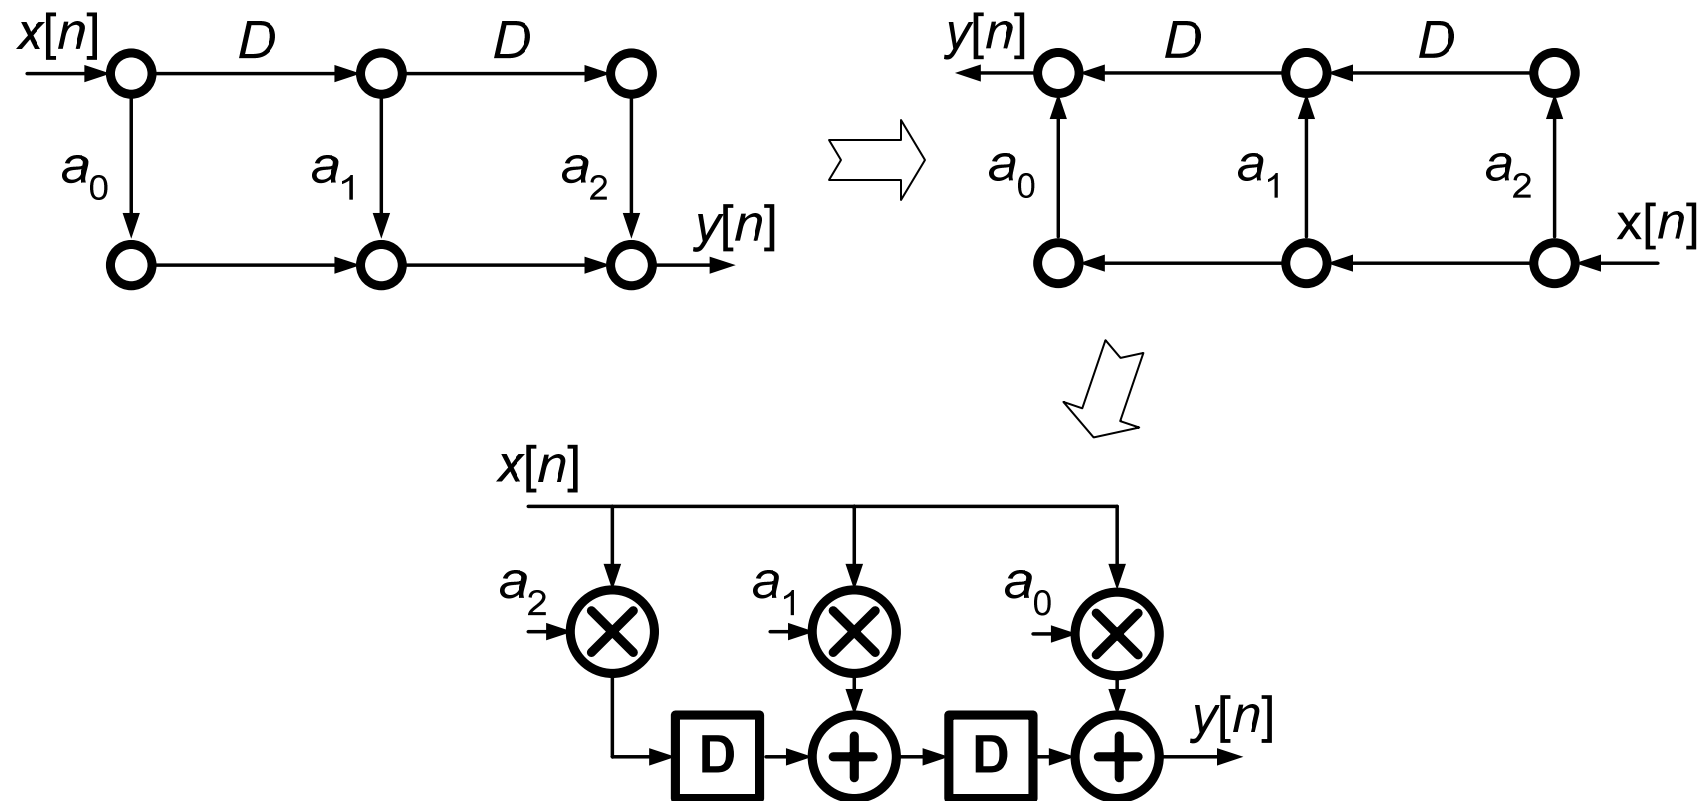 x[n] D D
a0 a1 a2
y[n]
y[n] D D
a0 a1 a2
x[n]
x[n]
a2 a1 a0
D D y[n]